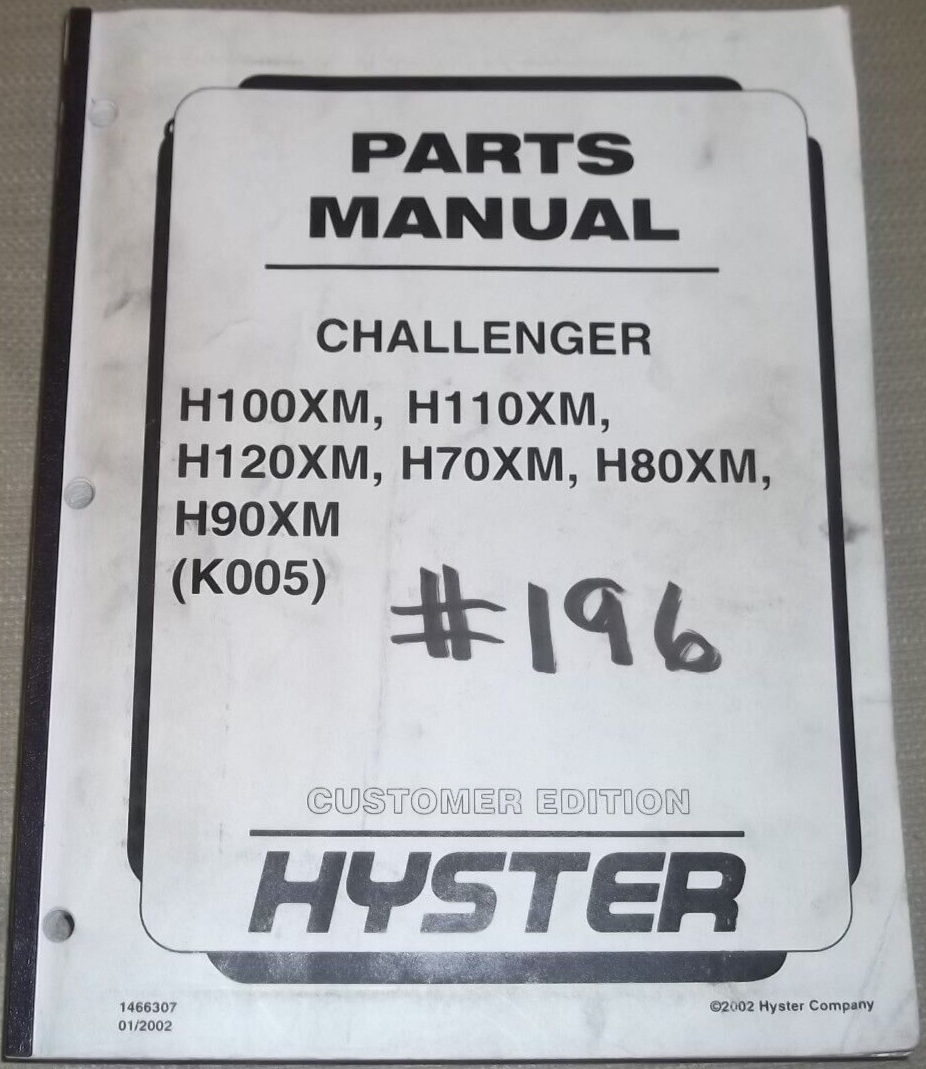 PARTS
MANUAL
CHALLENGER
H100XM, H110XM,
H120XM, H70XM, H80XM,
H90XM
(K005)
#196
CUSTOMER EDITION
HYSTER
1466307
01/2002
©2002 Hyster Company